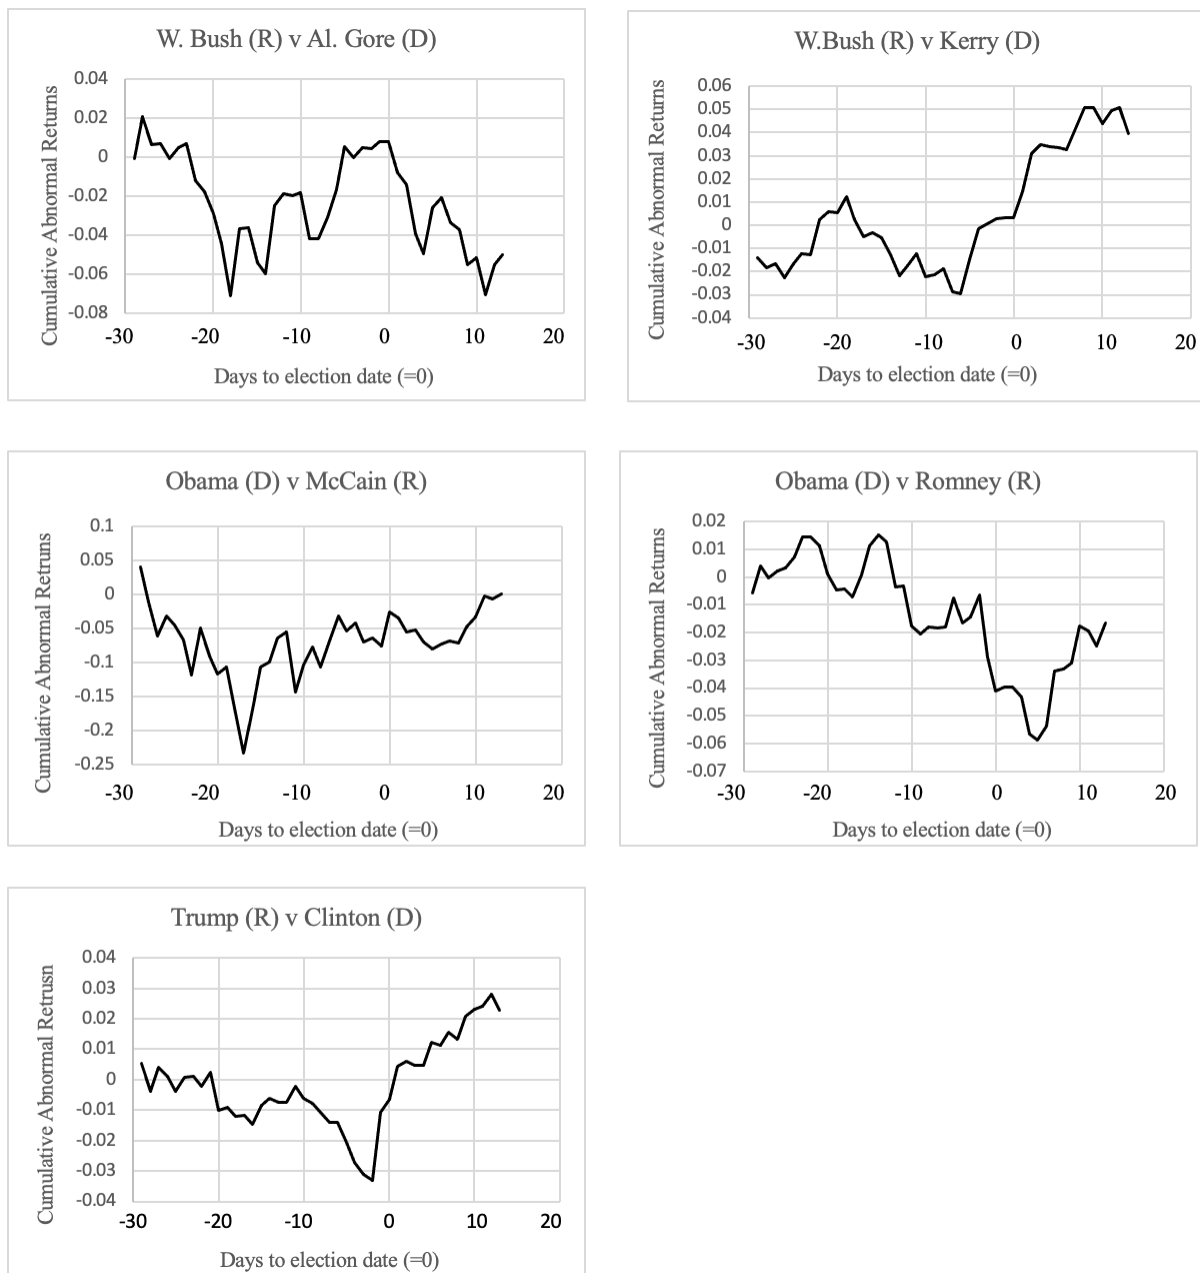 W. Bush (R) v Al. Gore (D)
Cumulative Abnormal Returns
0.04
0.02
0
-0.02
-0.04
-0.06
-0.08
-30 -20 -10 0 10 20
Days to election date (=0)
W.Bush (R) v Kerry (D)
Cumulative Abnormal Returns
0.06
0.05
0.04
0.03
0.02
0.01
0
-0.01
-0.02
-0.03
-0.04
-30 -20 -10 0 10 20
Days to election date (=0)
Obama (D) v McCain (R)
Cumulative Abnormal Retruns
0.1
0.05
0
-0.05
-0.1
-0.15
-0.2
-0.25
-30 -20 -10 0 10 20
Days to election date (=0)
Obama (D) v Romney (R)
Cumulative Abnormal Returns
0.02
0.01
0
-0.01
-0.02
-0.03
-0.04
-0.05
-0.06
-0.07
-30 -20 -10 0 10 20
Days to election date (=0)
Trump (R) v Clinton (D)
Cumulative Abnormal Retrusn
0.04
0.03
0.02
0.01
0
-0.01
-0.02
-0.03
-0.04
-30 -20 -10 0 10 20
Days to election date (=0)